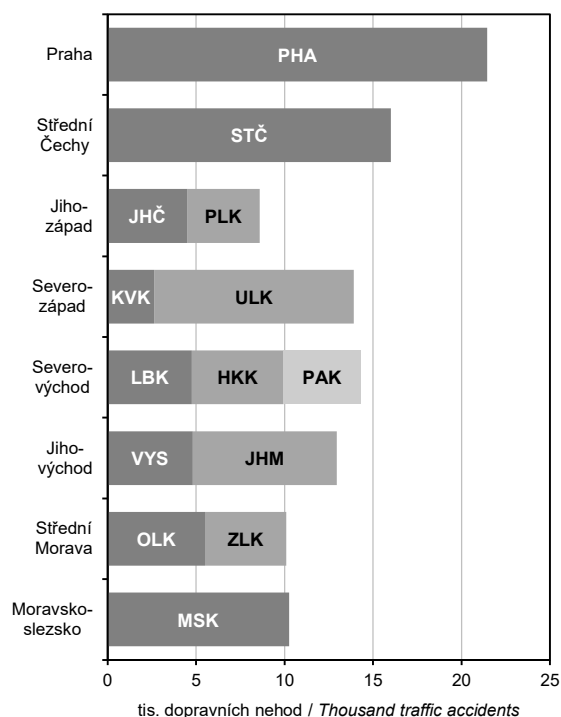 Praha
PHA
Střední
Čechy
STČ
Jiho-
západ
JHČ PLK
Severo-
západ
KVK ULK
Severo-
východ
LBK HKK PAK
Jiho-
východ
VYS JHM
Střední
Morava
OLK ZLK
Moravsko-
slezsko
MSK
0 5 10 15 20 25
tis. dopravních nehod / Thousand traffic accidents